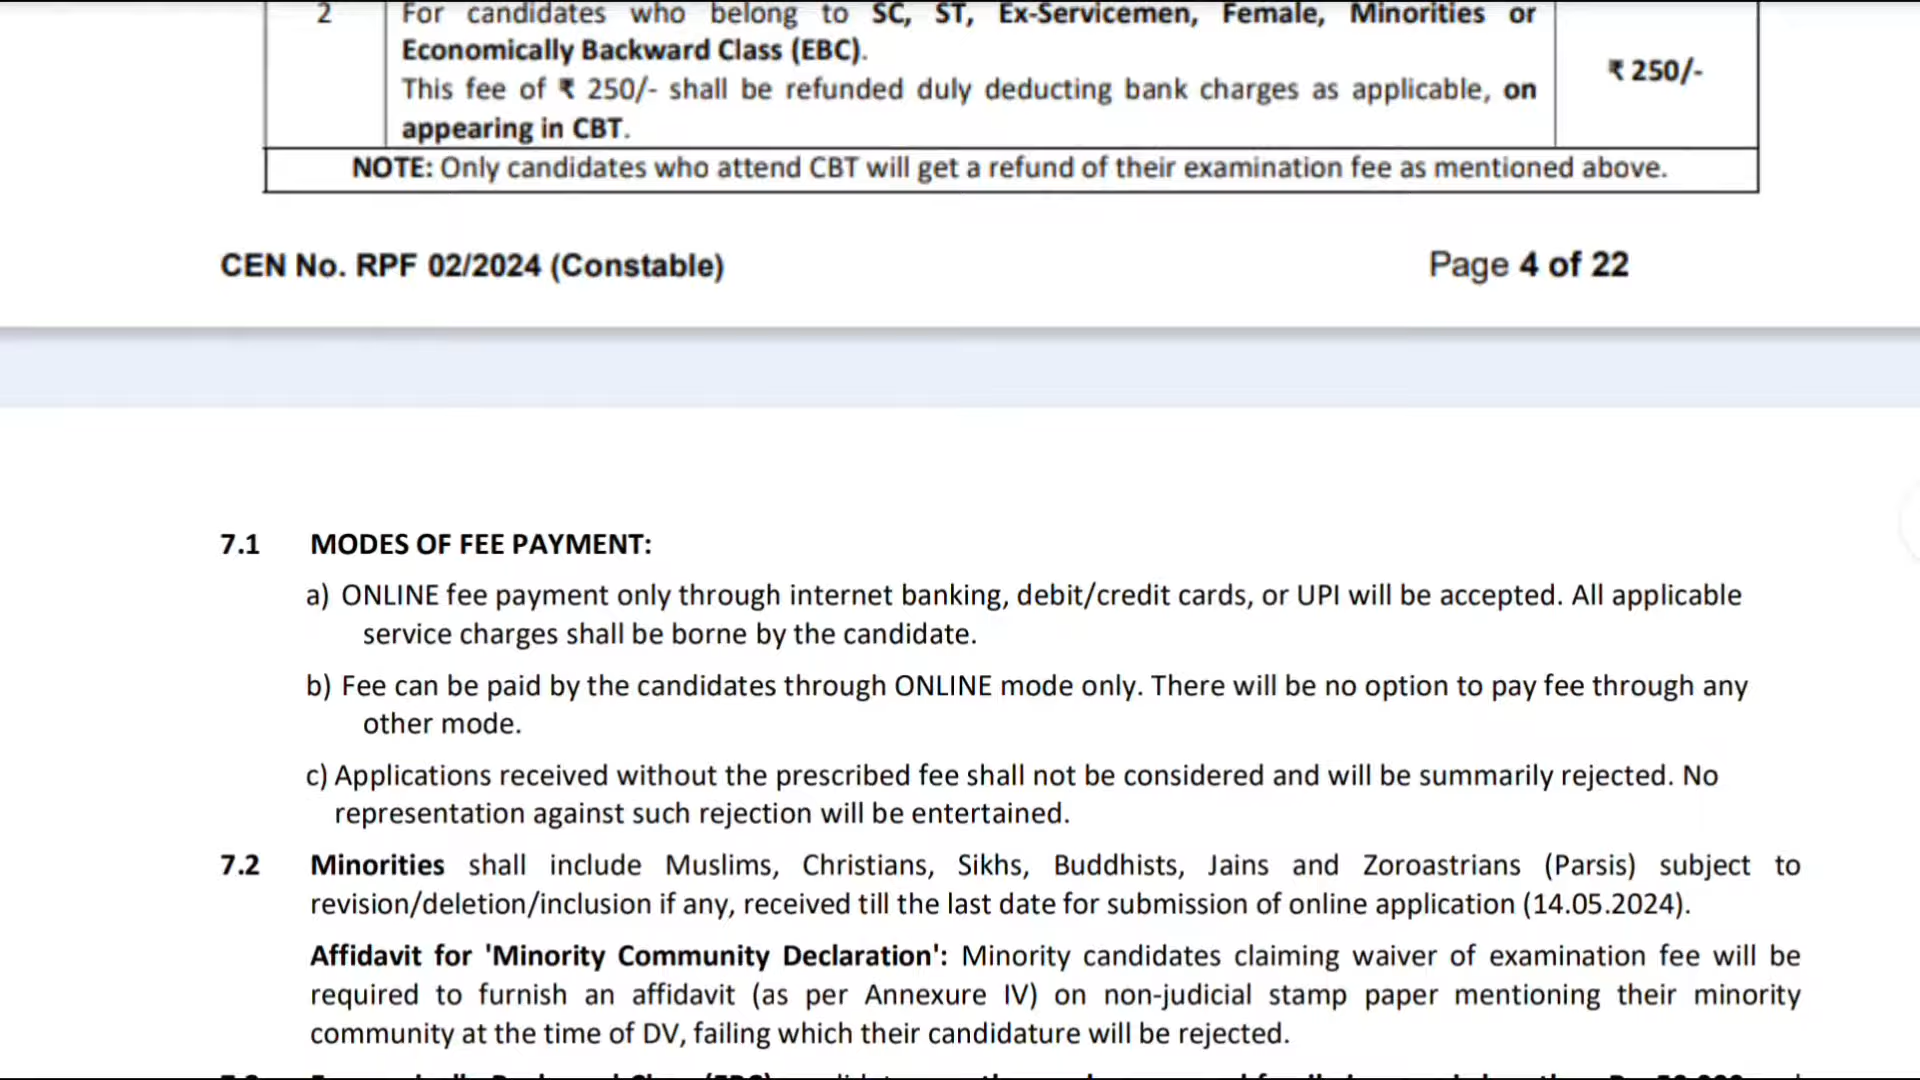 2 For candidates who belong to SC, ST, Ex-Servicemen, Female, Minorities or
Economically Backward Class (EBC).
This fee of ₹ 250/- shall be refunded duly deducting bank charges as applicable, on
appearing in CBT.
₹ 250/-
NOTE: Only candidates who attend CBT will get a refund of their examination fee as mentioned above.
CEN No. RPF 02/2024 (Constable) Page 4 of 22
7.1 MODES OF FEE PAYMENT:
a) ONLINE fee payment only through internet banking, debit/credit cards, or UPI will be accepted. All applicable
service charges shall be borne by the candidate.
b) Fee can be paid by the candidates through ONLINE mode only. There will be no option to pay fee through any
other mode.
c) Applications received without the prescribed fee shall not be considered and will be summarily rejected. No
representation against such rejection will be entertained.
7.2 Minorities shall include Muslims, Christians, Sikhs, Buddhists, Jains and Zoroastrians (Parsis) subject to
revision/deletion/inclusion if any, received till the last date for submission of online application (14.05.2024).
Affidavit for 'Minority Community Declaration': Minority candidates claiming waiver of examination fee will be
required to furnish an affidavit (as per Annexure IV) on non-judicial stamp paper mentioning their minority
community at the time of DV, failing which their candidature will be rejected.